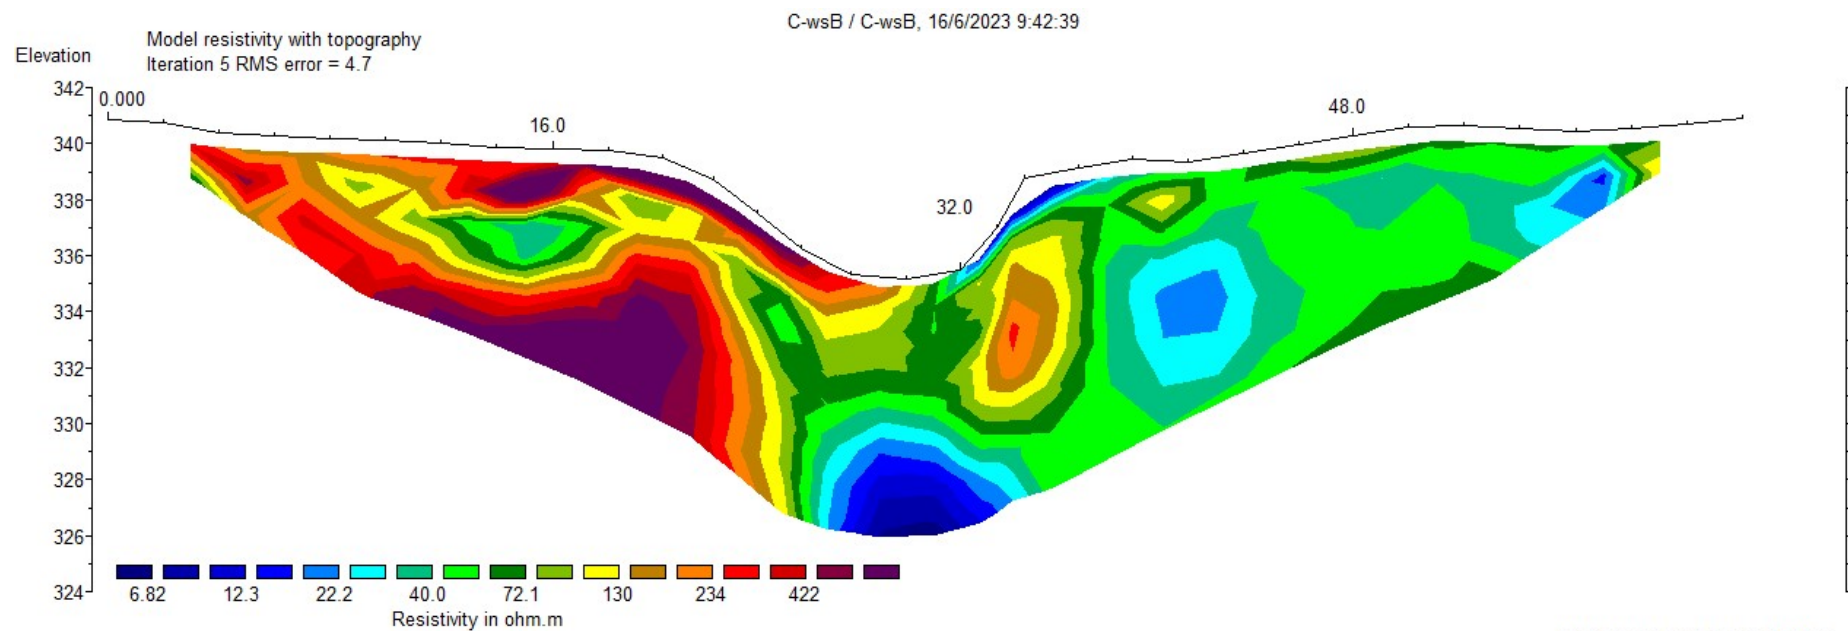 C-wsB / C-wsB, 16/6/2023 9:42:39
Model resistivity with topography
Elevation
Iteration 5 RMS error = 4.7
342
0.000
48.0
16.0
340
338
32.0
336
334
332
330
328
326
324
6.82 12.3 22.2 40.0 72.1 130 234 422
Resistivity in ohm.m